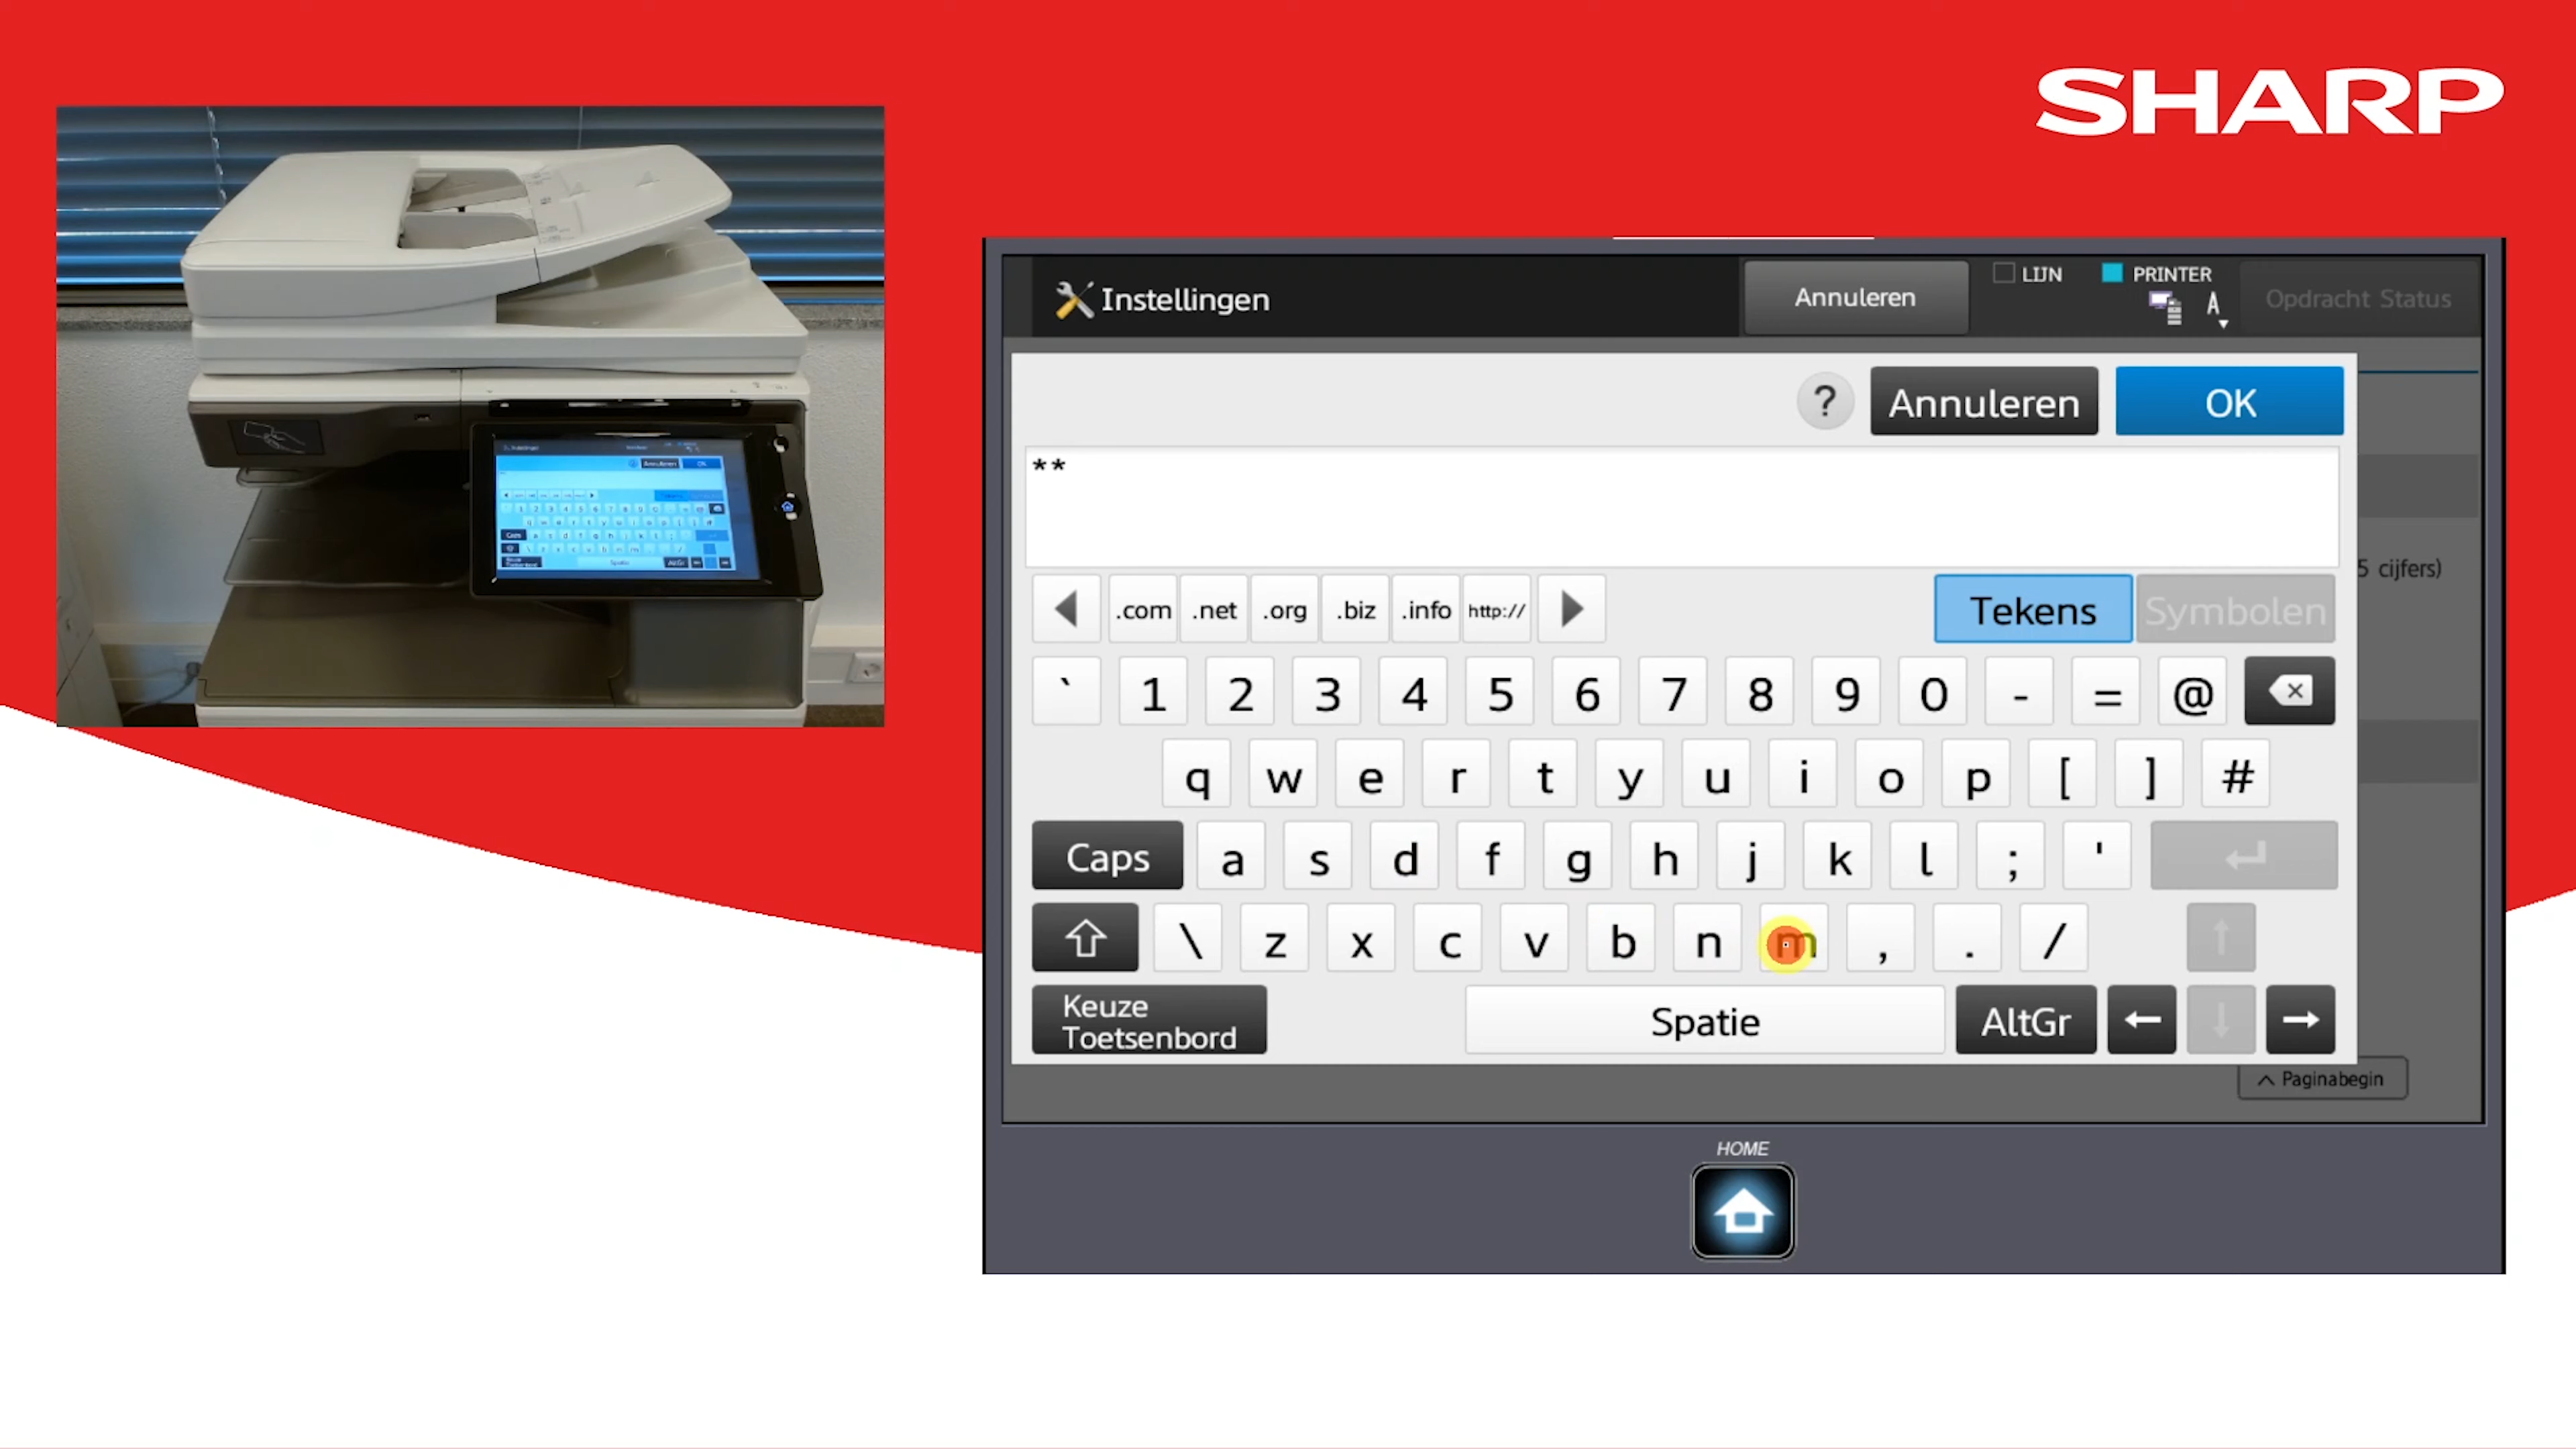 SHARP
Instellingen
Annuleren
LIJN
PRINTER
A
Opdracht Status
?
Annuleren
OK
**
5 cijfers)
.com .net .org .biz .info http://
Tekens
Symbolen
` 1 2 3 4 5 6 7 8 9 0 - = @
q w e r t y u i o p [ ] #
Caps a s d f g h j k l ; '
\ z x c v b n m , . /
Keuze
Toetsenbord
Spatie
AltGr
Paginabegin
HOME